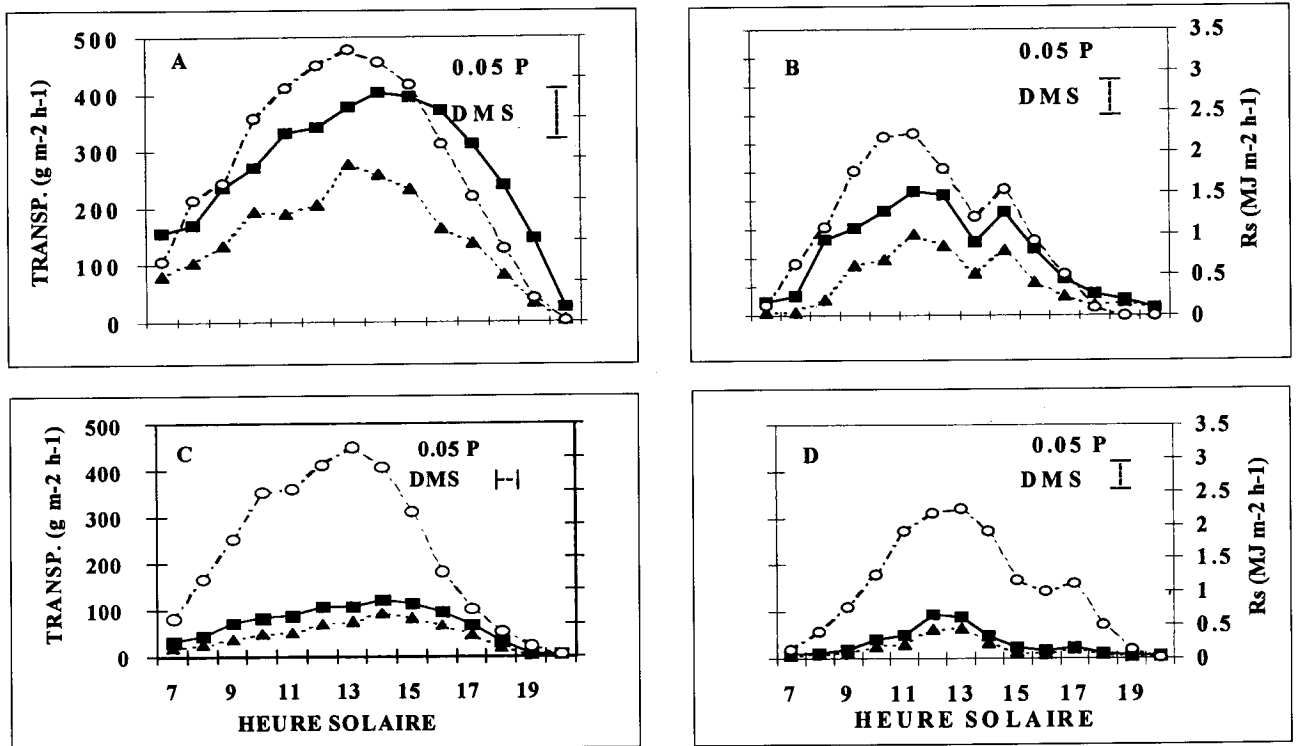 A
0.05 P
DMS
TRANSP. (g m-2 h-1)
500
400
300
200
100
0
B
0.05 P
DMS
3.5
3
2.5
2
1.5
1
0.5
0
Rs (MJ m-2 h-1)
C
0.05 P
DMS
TRANSP. (g m-2 h-1)
500
400
300
200
100
0
7 9 11 13 15 17 19
HEURE SOLAIRE
D
0.05 P
DMS
3.5
3
2.5
2
1.5
1
0.5
0
Rs (MJ m-2 h-1)
7 9 11 13 15 17 19
HEURE SOLAIRE